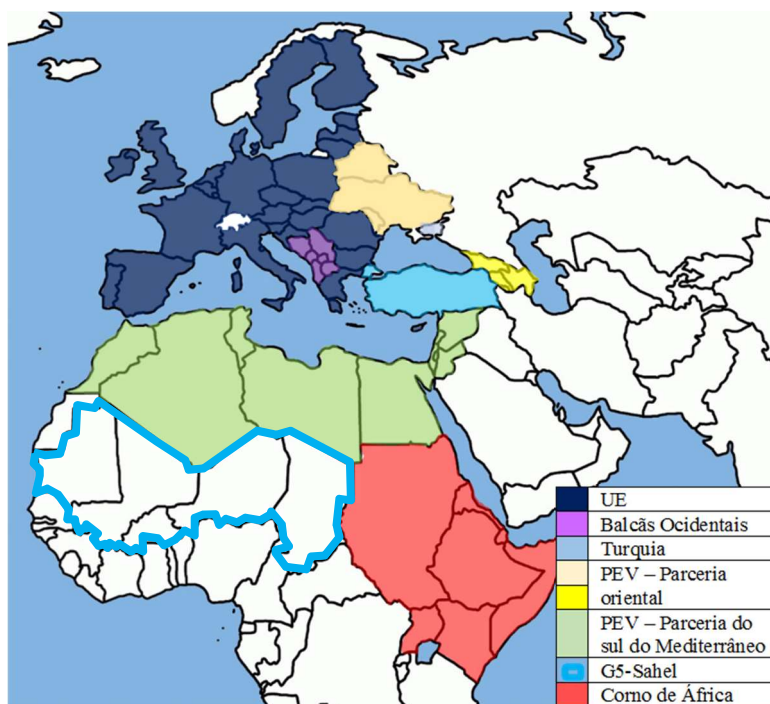 UE
Balcãs Ocidentais
Turquia
PEV – Parceria
oriental
PEV – Parceria do
sul do Mediterrâneo
G5-Sahel
Corno de África